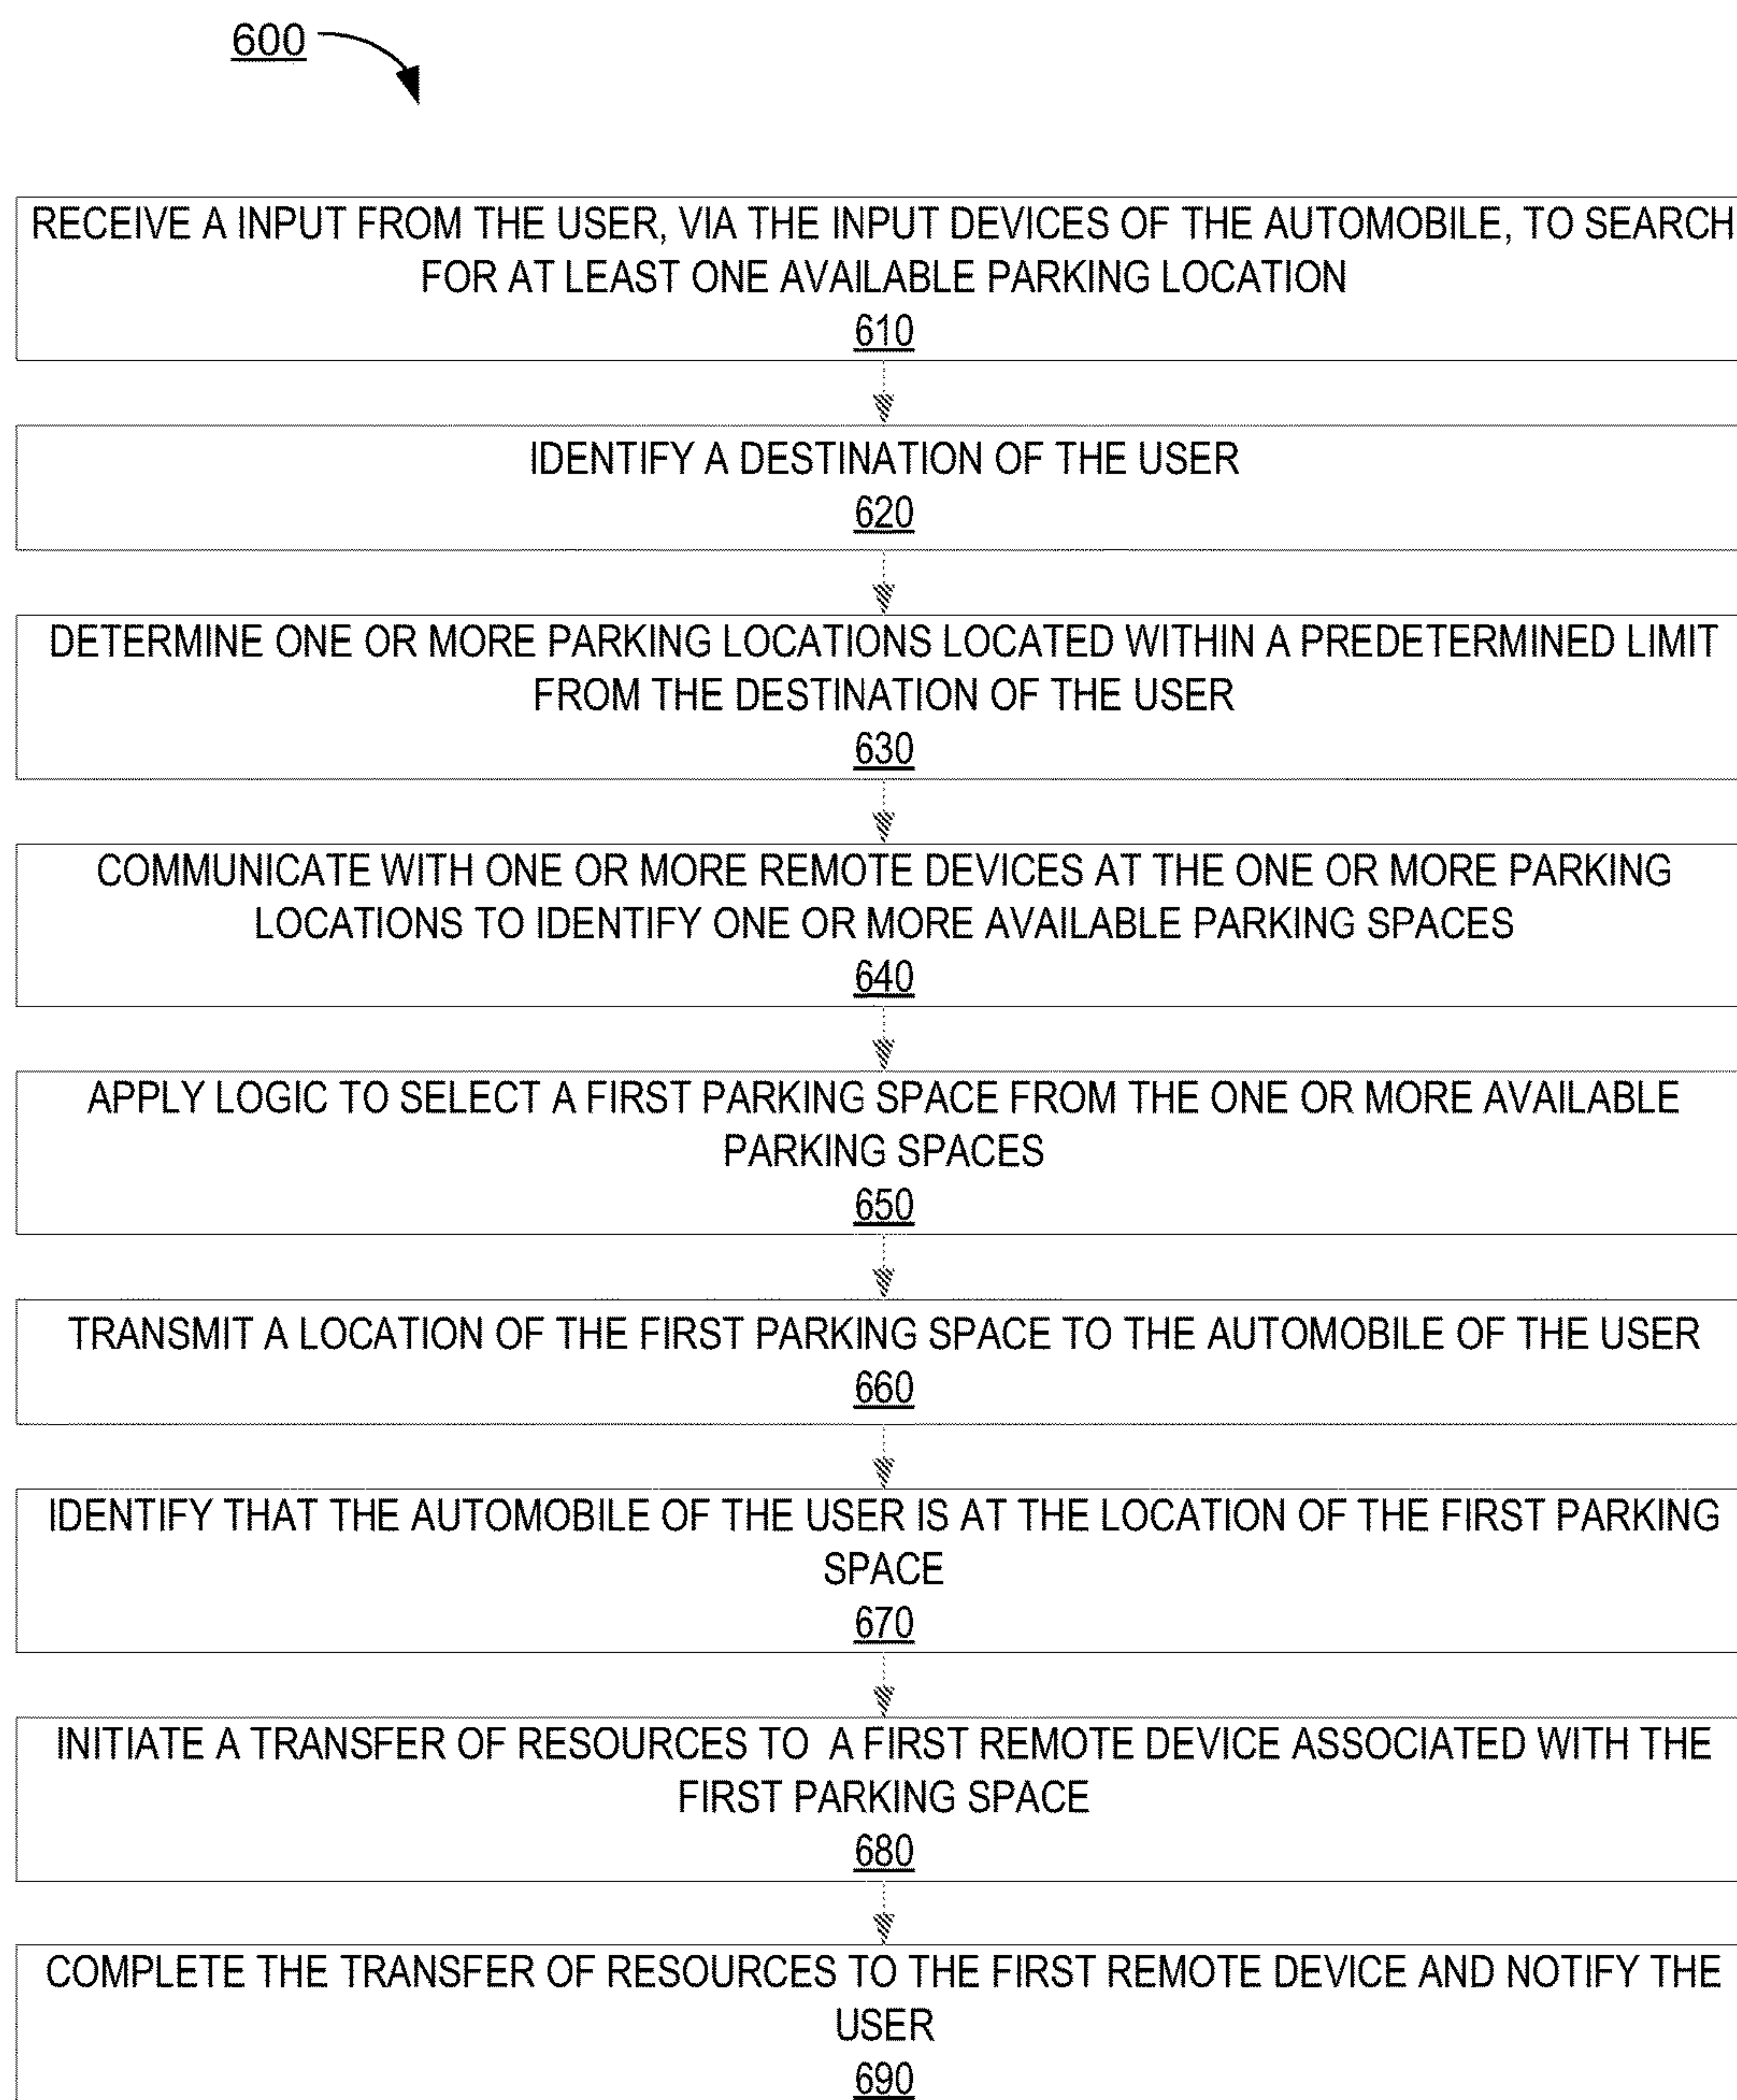 600
RECEIVE A INPUT FROM THE USER, VIA THE INPUT DEVICES OF THE AUTOMOBILE, TO SEARCH
FOR AT LEAST ONE AVAILABLE PARKING LOCATION
610
IDENTIFY A DESTINATION OF THE USER
620
DETERMINE ONE OR MORE PARKING LOCATIONS LOCATED WITHIN A PREDETERMINED LIMIT
FROM THE DESTINATION OF THE USER
630
COMMUNICATE WITH ONE OR MORE REMOTE DEVICES AT THE ONE OR MORE PARKING
LOCATIONS TO IDENTIFY ONE OR MORE AVAILABLE PARKING SPACES
640
APPLY LOGIC TO SELECT A FIRST PARKING SPACE FROM THE ONE OR MORE AVAILABLE
PARKING SPACES
650
TRANSMIT A LOCATION OF THE FIRST PARKING SPACE TO THE AUTOMOBILE OF THE USER
660
IDENTIFY THAT THE AUTOMOBILE OF THE USER IS AT THE LOCATION OF THE FIRST PARKING
SPACE
670
INITIATE A TRANSFER OF RESOURCES TO A FIRST REMOTE DEVICE ASSOCIATED WITH THE
FIRST PARKING SPACE
680
COMPLETE THE TRANSFER OF RESOURCES TO THE FIRST REMOTE DEVICE AND NOTIFY THE
USER
690